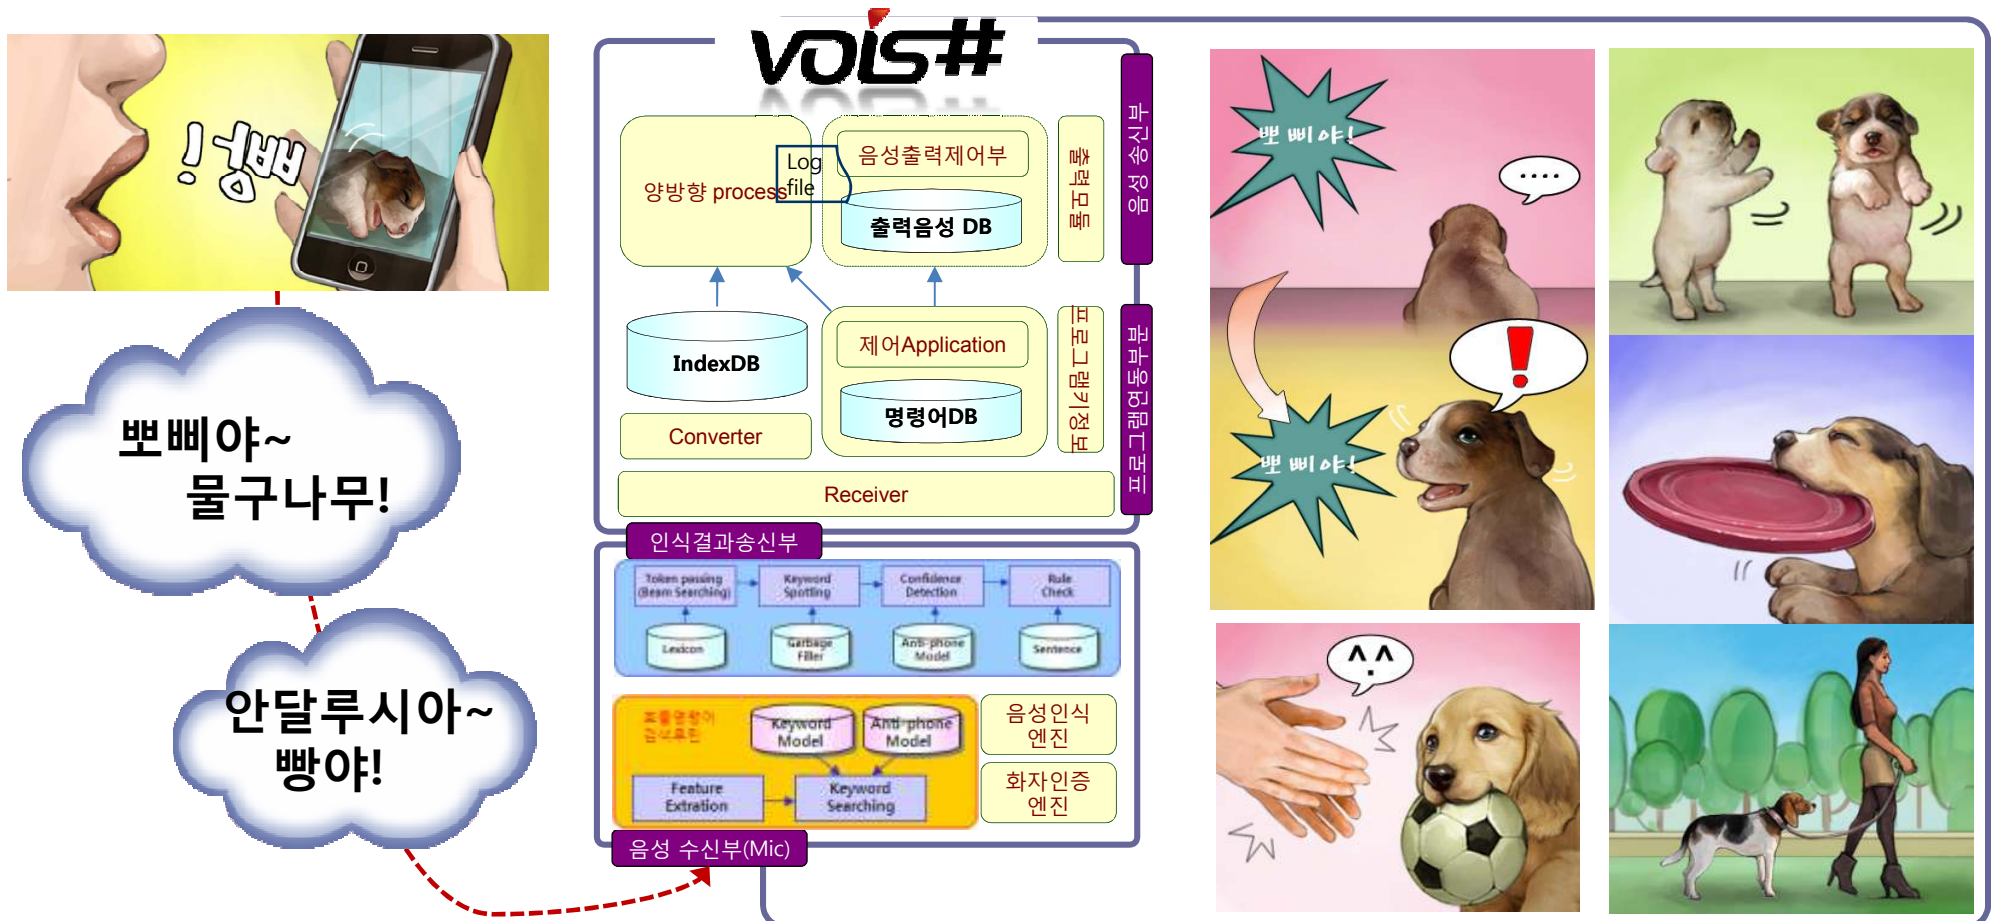 빵야!
뽀삐야~
물구나무!
안달루시아~
빵야!
VOIS#
양방향 process
Log
file
음성출력제어부
출력음성 DB
출력모듈
음성 송신부
IndexDB
제어Application
명령어DB
프로그램키정보
프로그램연동부분
Converter
Receiver
인식결과송신부
Token passing
(Beam Searching)
Keyword
Spotting
Confidence
Detection
Rule
Check
Lexicon
Garbage
Filler
Anti-phone
Model
Sentence
Keyword
Model
Anti-phone
Model
Feature
Extration
Keyword
Searching
음성인식
엔진
화자인증
엔진
음성 수신부(Mic)
뽀삐야!
....
!
뽀삐야!
^.^